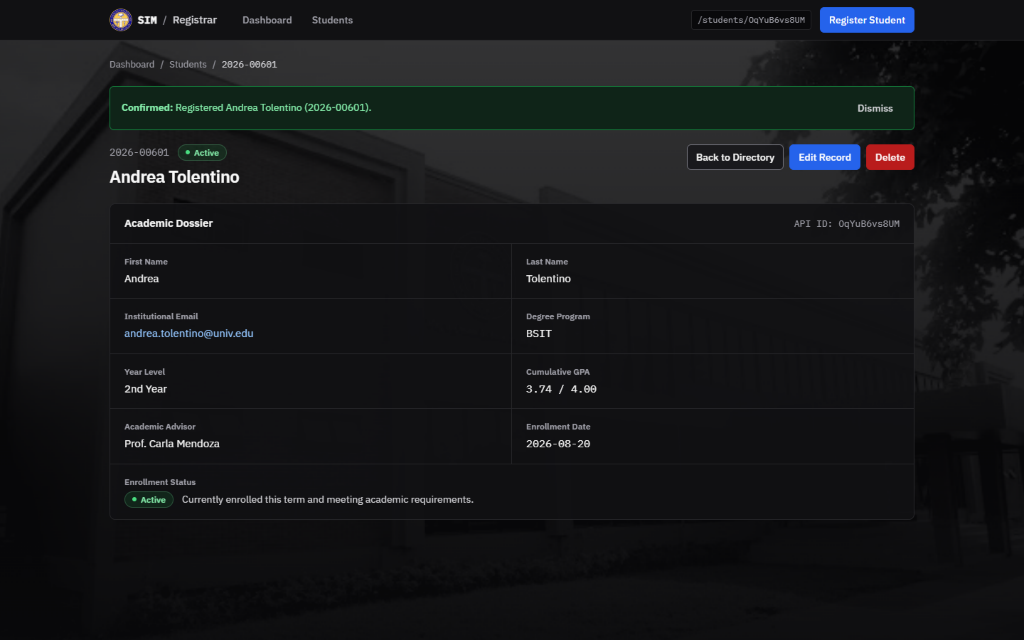 SIM / Registrar Dashboard Students /students/OqYuB6vs8UM Register Student
Dashboard / Students / 2026-00601
Confirmed: Registered Andrea Tolentino (2026-00601). Dismiss
2026-00601 Active
Back to Directory Edit Record Delete
Andrea Tolentino
Academic Dossier API ID: OqYuB6vs8UM
First Name Last Name
Andrea Tolentino
Institutional Email Degree Program
andrea.tolentino@univ.edu BSIT
Year Level Cumulative GPA
2nd Year 3.74 / 4.00
Academic Advisor Enrollment Date
Prof. Carla Mendoza 2026-08-20
Enrollment Status
Active Currently enrolled this term and meeting academic requirements.